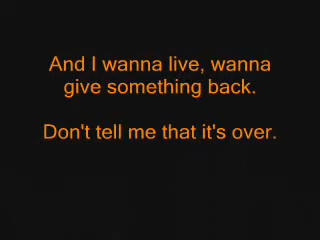 And I wanna live, wanna
give something back.
Don't tell me that it's over.